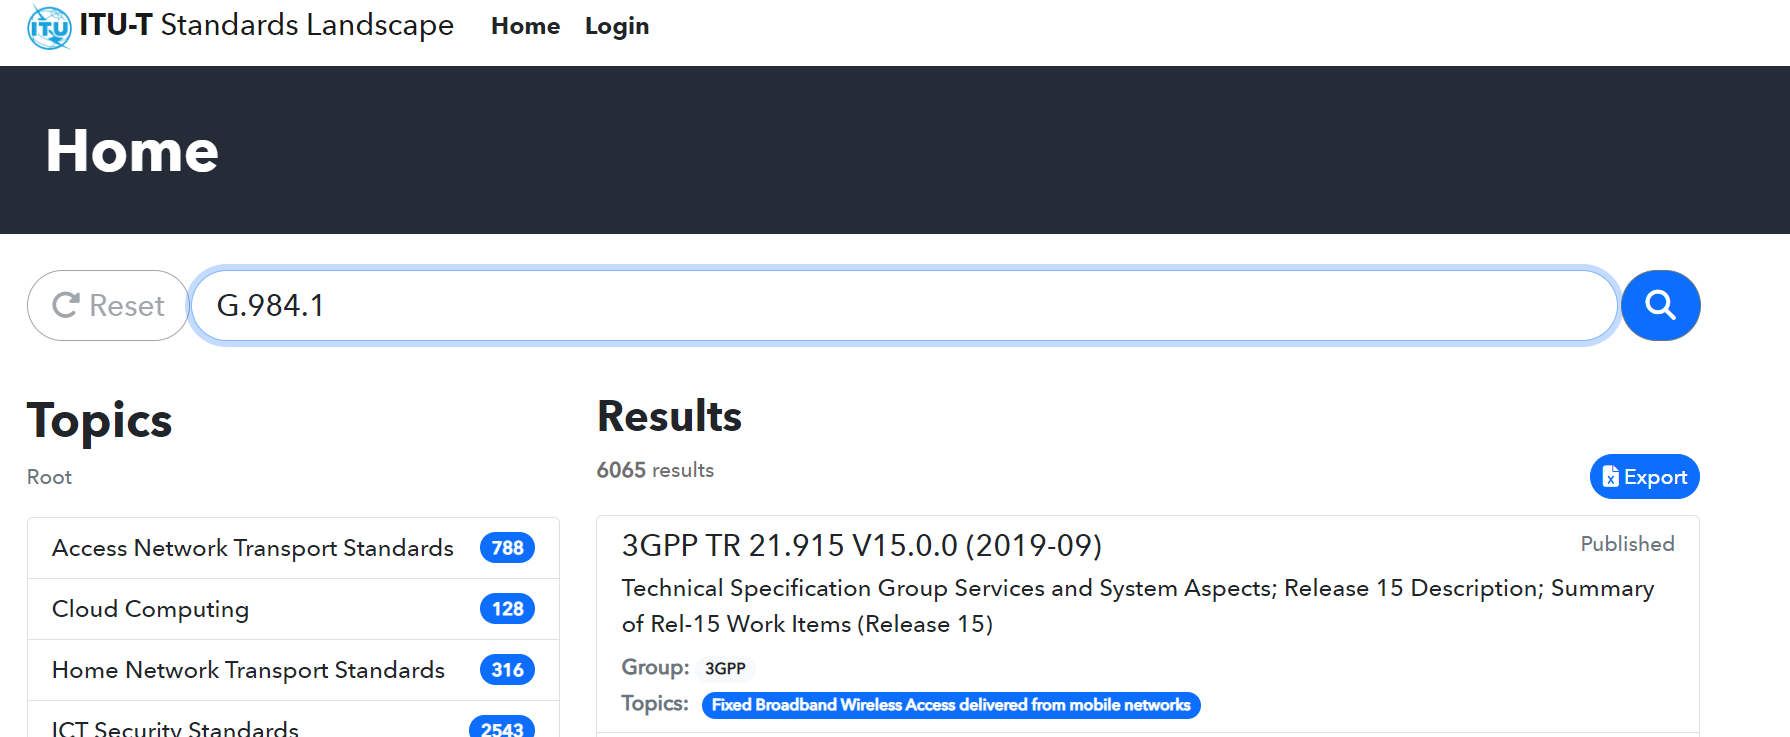 ITU ITU-T Standards Landscape Home Login
Home
Reset G.984.1
Topics
Root
Access Network Transport Standards 788
Cloud Computing 128
Home Network Transport Standards 316
ICT Security Standards 2543
Results
6065 results
Export
3GPP TR 21.915 V15.0.0 (2019-09) Published
Technical Specification Group Services and System Aspects; Release 15 Description; Summary
of Rel-15 Work Items (Release 15)
Group: 3GPP
Topics: Fixed Broadband Wireless Access delivered from mobile networks